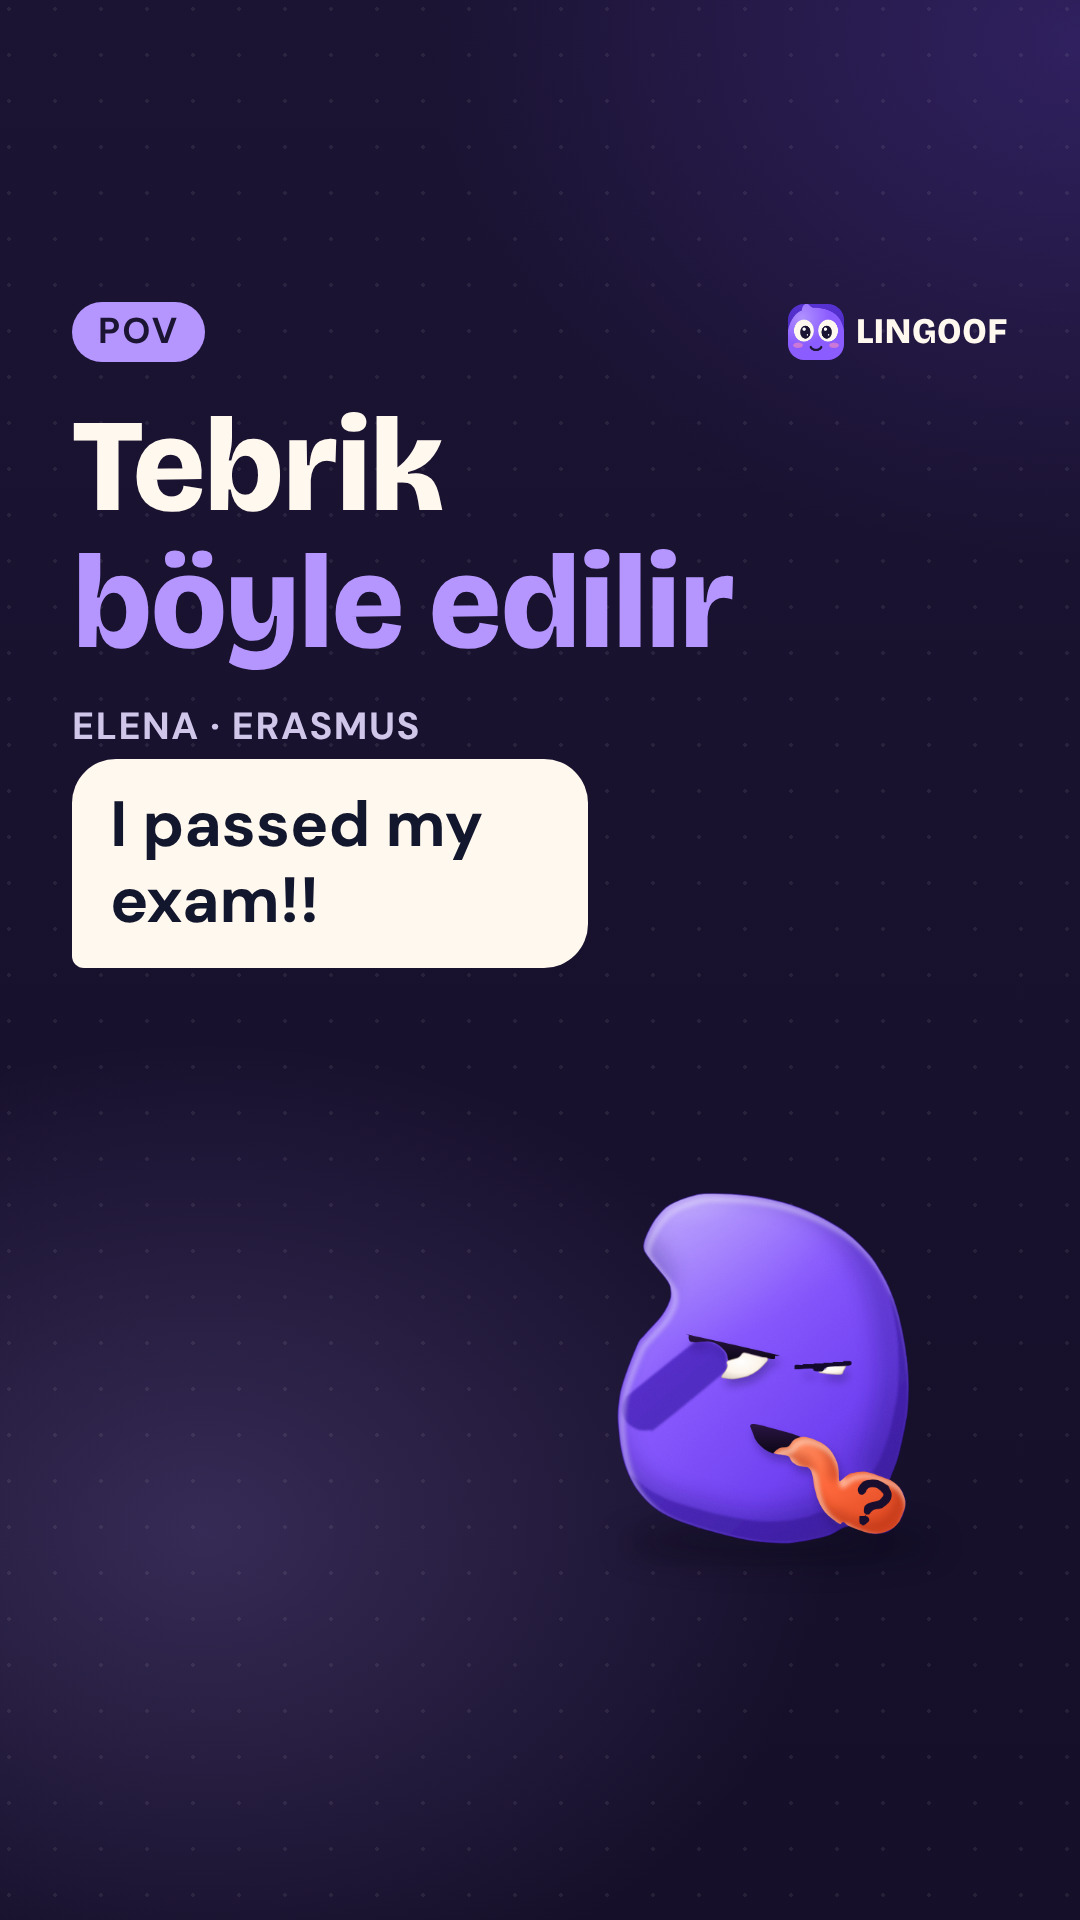 POV
LINGOOF
Tebrik
böyle edilir
ELENA · ERASMUS
I passed my
exam!!
?